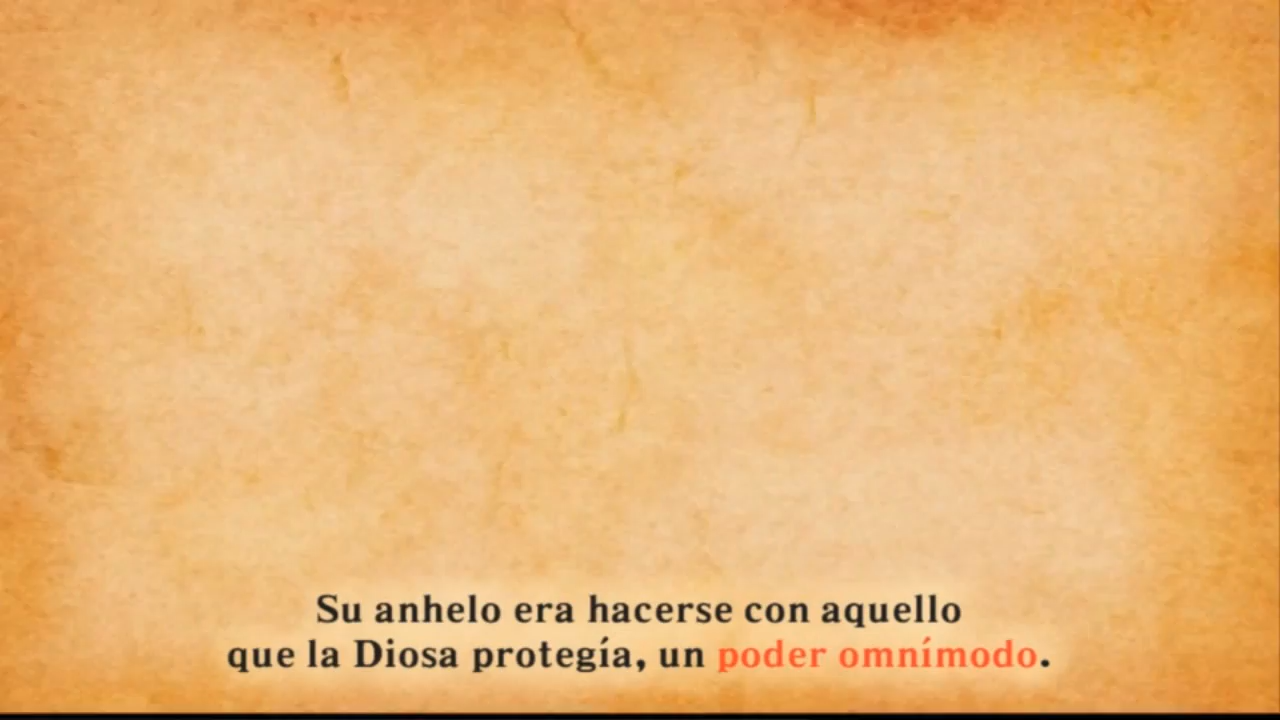 Su anhelo era hacerse con aquello
que la Diosa protegía, un poder omnímodo.